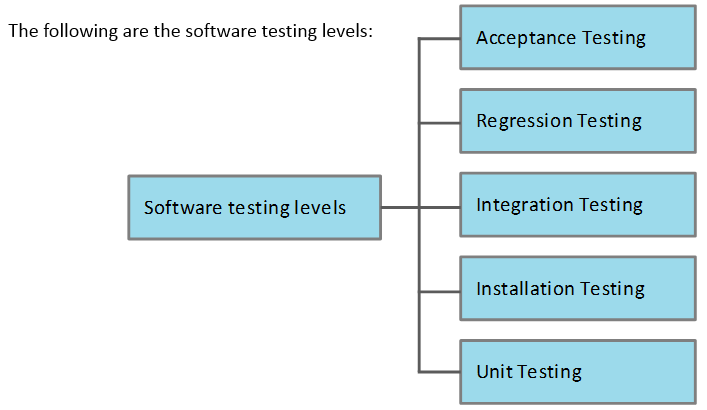 The following are the software testing levels:
Software testing levels
Acceptance Testing
Regression Testing
Integration Testing
Installation Testing
Unit Testing